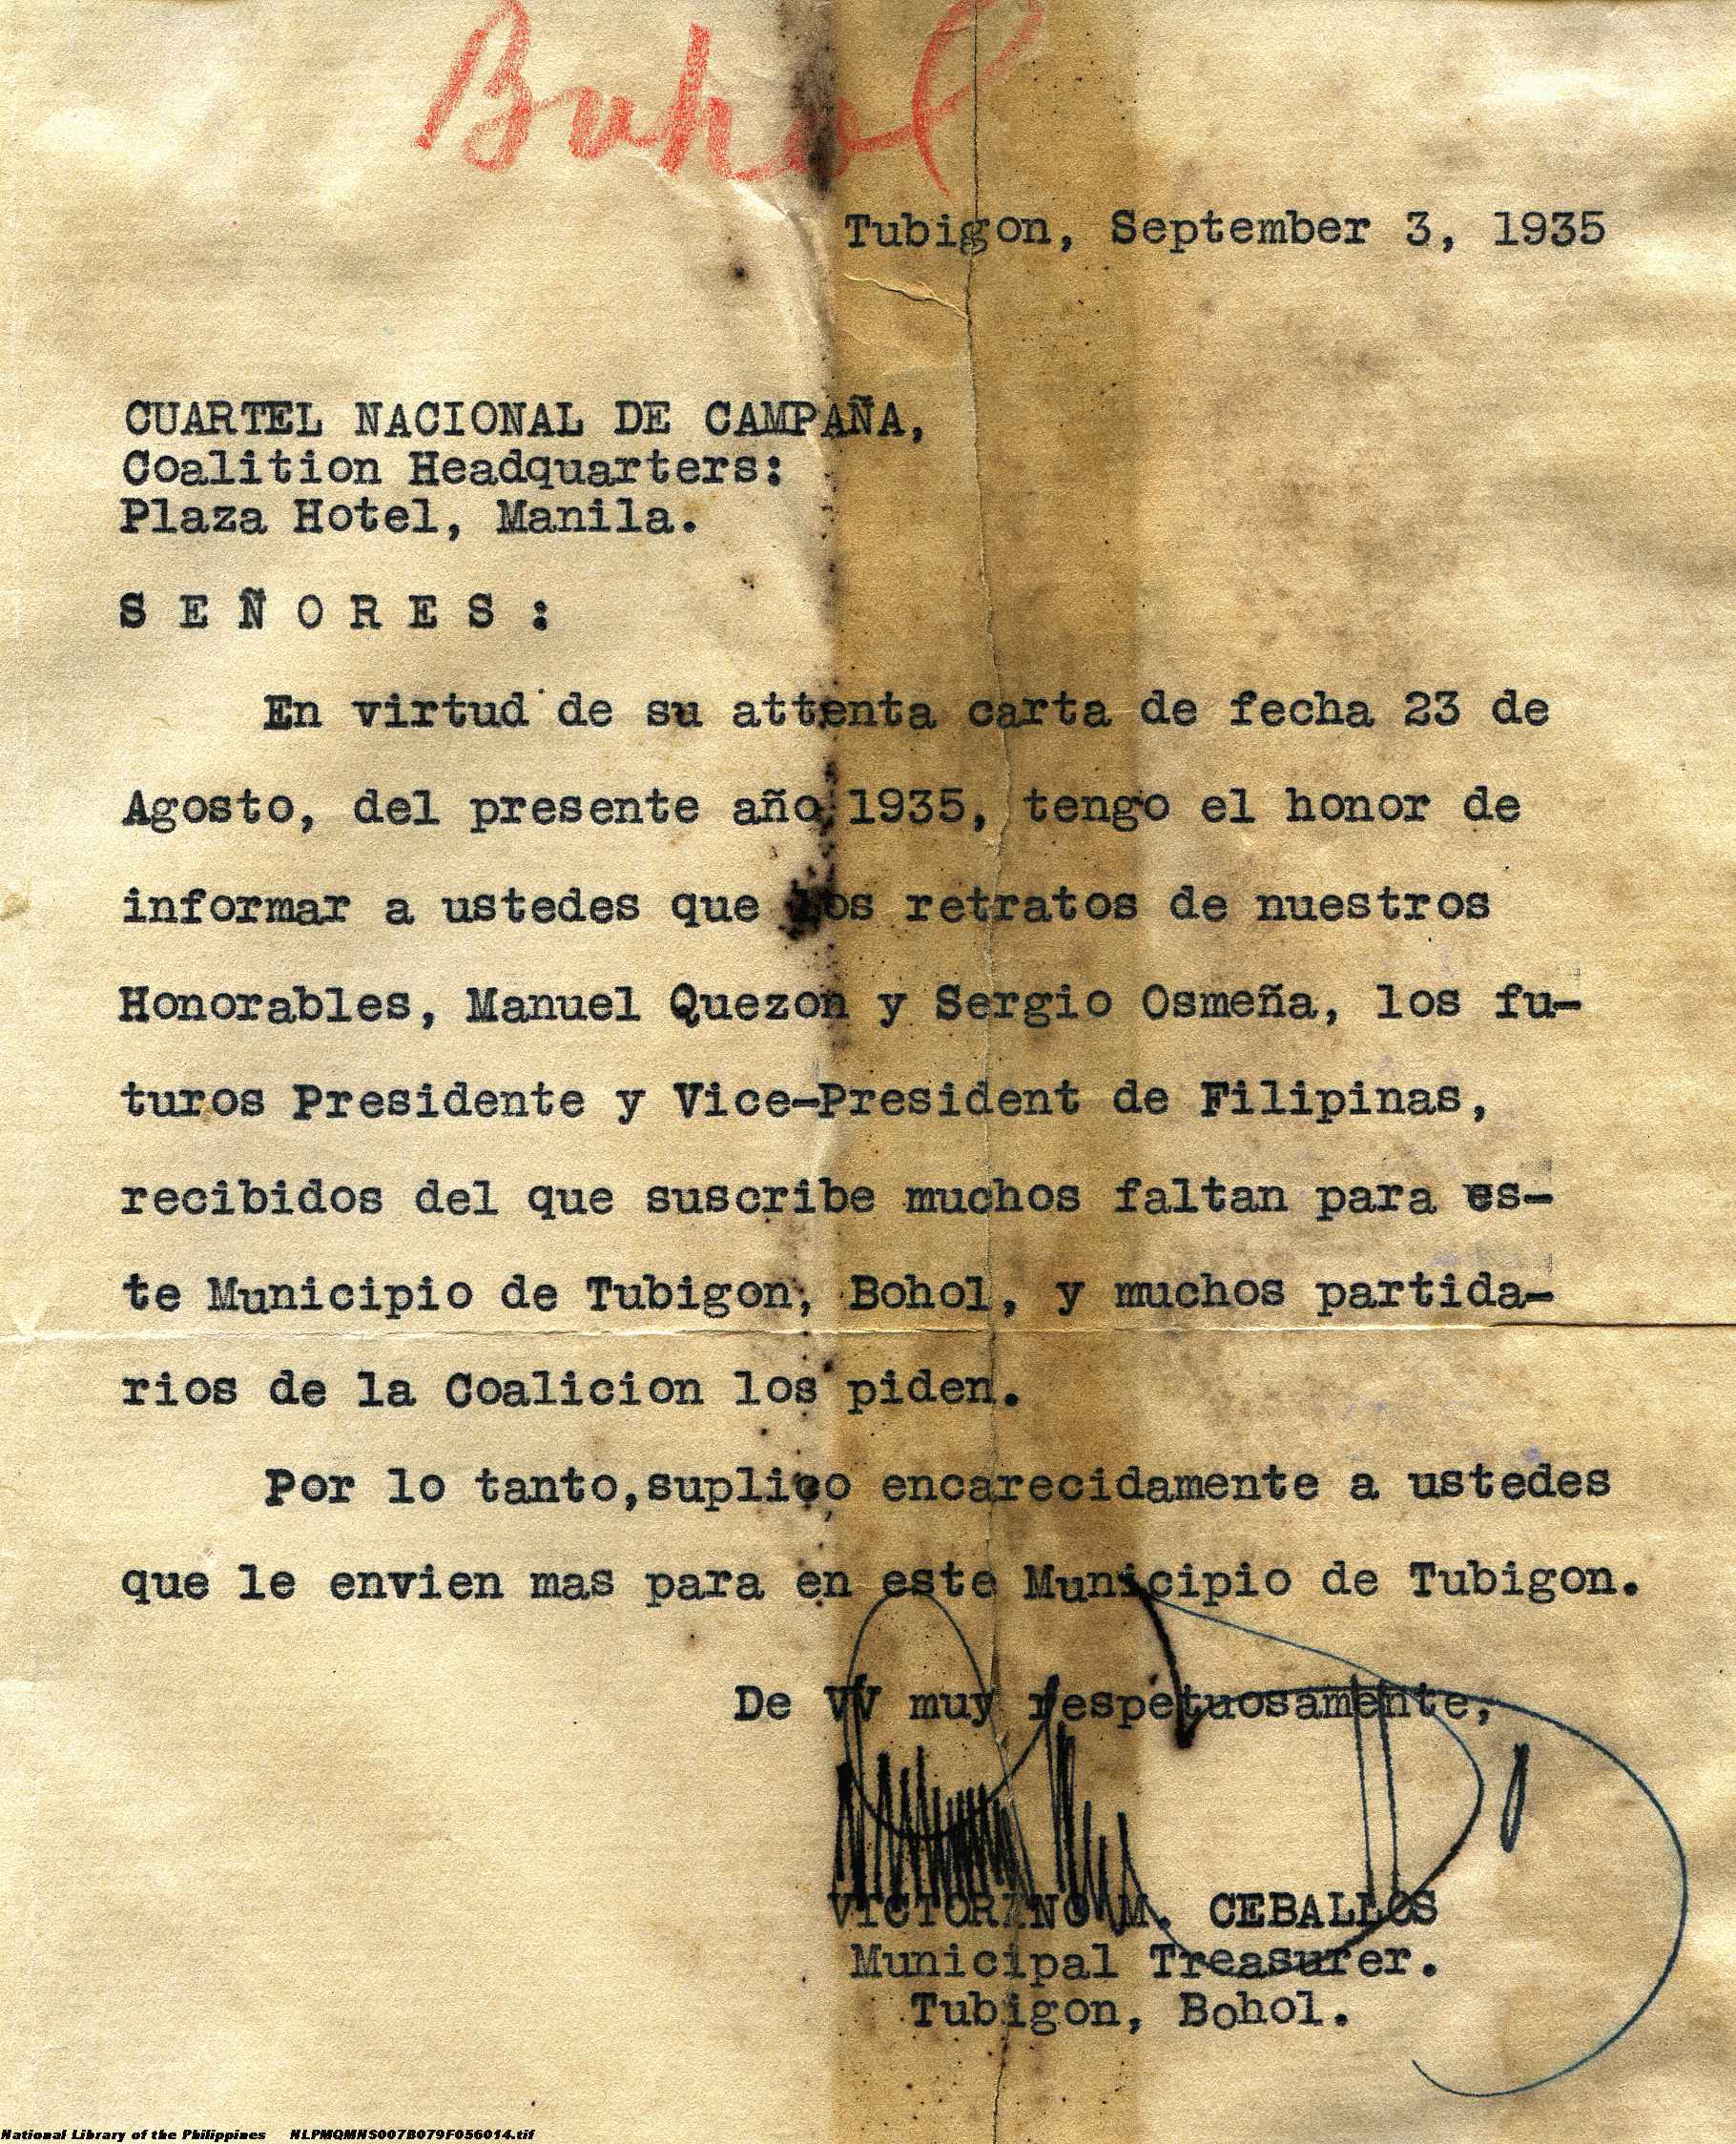 Buhol
Tubigon, September 3, 1935
CUARTEL NACIONAL DE CAMPAÑA,
Coalition Headquarters:
Plaza Hotel, Manila.
S E Ñ O R E S :
En virtud de su attenta carta de fecha 23 de
Agosto, del presente año, 1935, tengo el honor de
informar a ustedes que los retratos de nuestros
Honorables, Manuel Quezon y Sergio Osmeña, los fu-
turos Presidente y Vice-President de Filipinas,
recibidos del que suscribe muchos faltan para es-
te Municipio de Tubigon, Bohol, y muchos partida-
rios de la Coalicion los piden.
Por lo tanto,suplico encarecidamente a ustedes
que le envien mas para en este Municipio de Tubigon.
De VV muy respetuosamente,
VICTORINO M. CEBALLOS
Municipal Treasurer.
Tubigon, Bohol.
National Library of the Philippines NLPMQMNS007B079F056014.tif